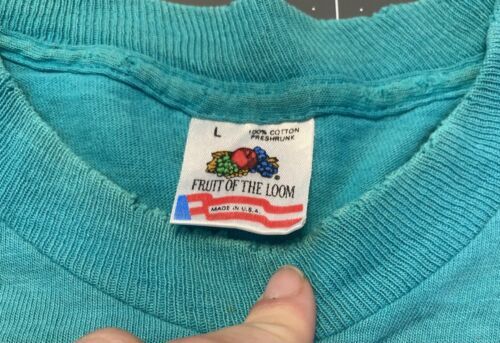 L
100% COTTON
PRESHRUNK
FRUIT OF THE LOOM
®
MADE IN U.S.A.